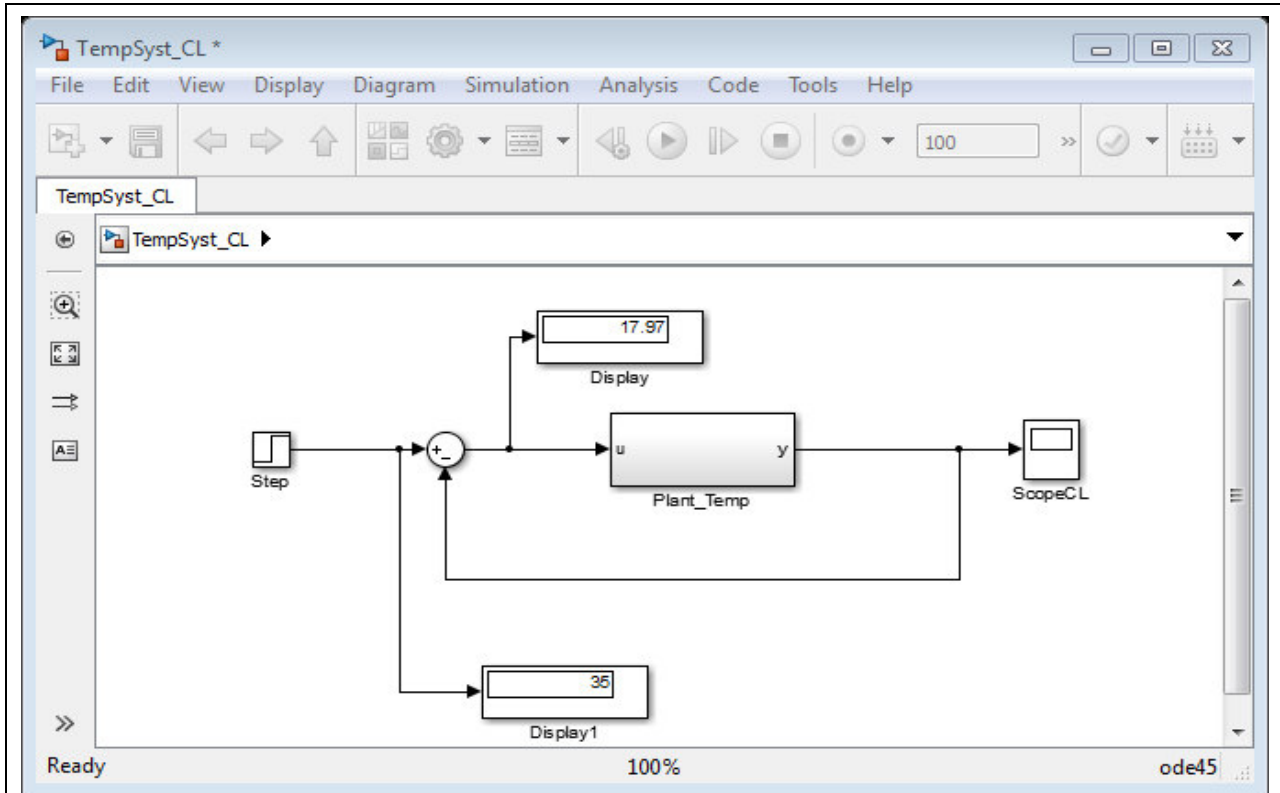 TempSyst_CL *
File Edit View Display Diagram Simulation Analysis Code Tools Help
100 »
TempSyst_CL
TempSyst_CL
17.97
Display
Step
+
-
u y
Plant_Temp
ScopeCL
35
Display1
Ready 100% ode45